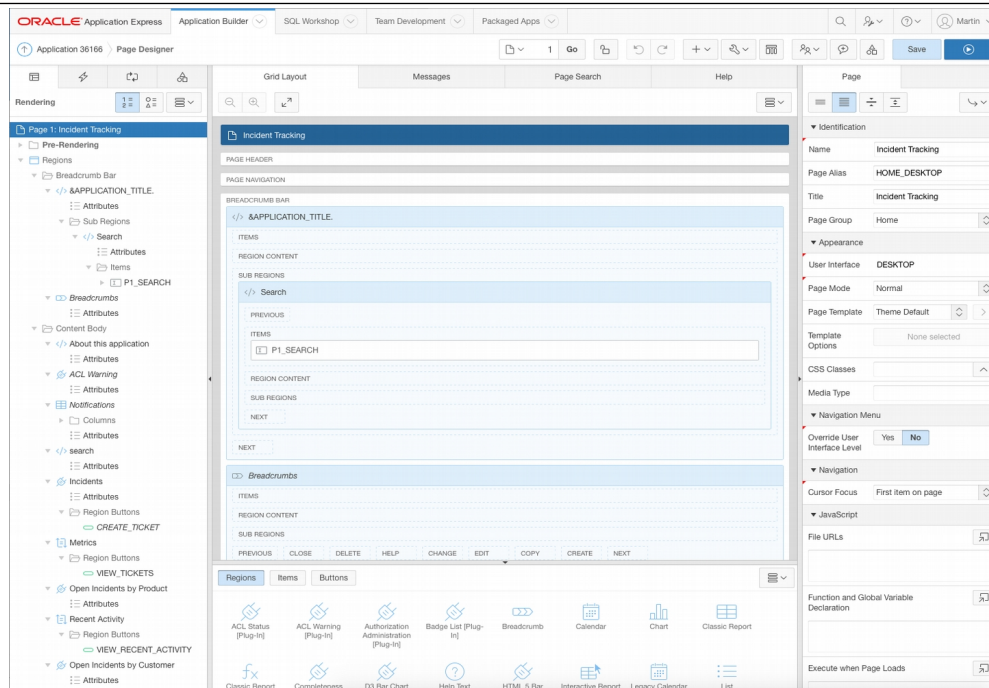 ORACLE Application Express Application Builder SQL Workshop Team Development Packaged Apps Martin
Application 36166 Page Designer 1 Go Save
Grid Layout Messages Page Search Help Page
Rendering
Page 1: Incident Tracking
Pre-Rendering
Regions
Breadcrumb Bar
</> &APPLICATION_TITLE.
Attributes
Sub Regions
</> Search
Attributes
Items
P1_SEARCH
Breadcrumbs
Attributes
Content Body
</> About this application
Attributes
ACL Warning
Attributes
Notifications
Columns
Attributes
</> search
Attributes
Incidents
Attributes
Region Buttons
CREATE_TICKET
Metrics
Region Buttons
VIEW_TICKETS
Open Incidents by Product
Attributes
Recent Activity
Region Buttons
VIEW_RECENT_ACTIVITY
Open Incidents by Customer
Attributes
Incident Tracking
PAGE HEADER
PAGE NAVIGATION
BREADCRUMB BAR
</> &APPLICATION_TITLE.
ITEMS
REGION CONTENT
SUB REGIONS
</> Search
PREVIOUS
ITEMS
P1_SEARCH
REGION CONTENT
SUB REGIONS
NEXT
NEXT
Breadcrumbs
ITEMS
REGION CONTENT
SUB REGIONS
PREVIOUS CLOSE DELETE HELP CHANGE EDIT COPY CREATE NEXT
Regions Items Buttons
ACL Status [Plug-In]
ACL Warning [Plug-In]
Authorization Administration [Plug-In]
Badge List [Plug-In]
Breadcrumb
Calendar
Chart
Classic Report
Classic Report
Completeness
D3 Bar Chart
Help Text
HTML 5 Bar
Interactive Report
Legacy Calendar
List
Identification
Name Incident Tracking
Page Alias HOME_DESKTOP
Title Incident Tracking
Page Group Home
Appearance
User Interface DESKTOP
Page Mode Normal
Page Template Theme Default
Template Options None selected
CSS Classes
Media Type
Navigation Menu
Override User Interface Level Yes No
Navigation
Cursor Focus First item on page
JavaScript
File URLs
Function and Global Variable Declaration
Execute when Page Loads